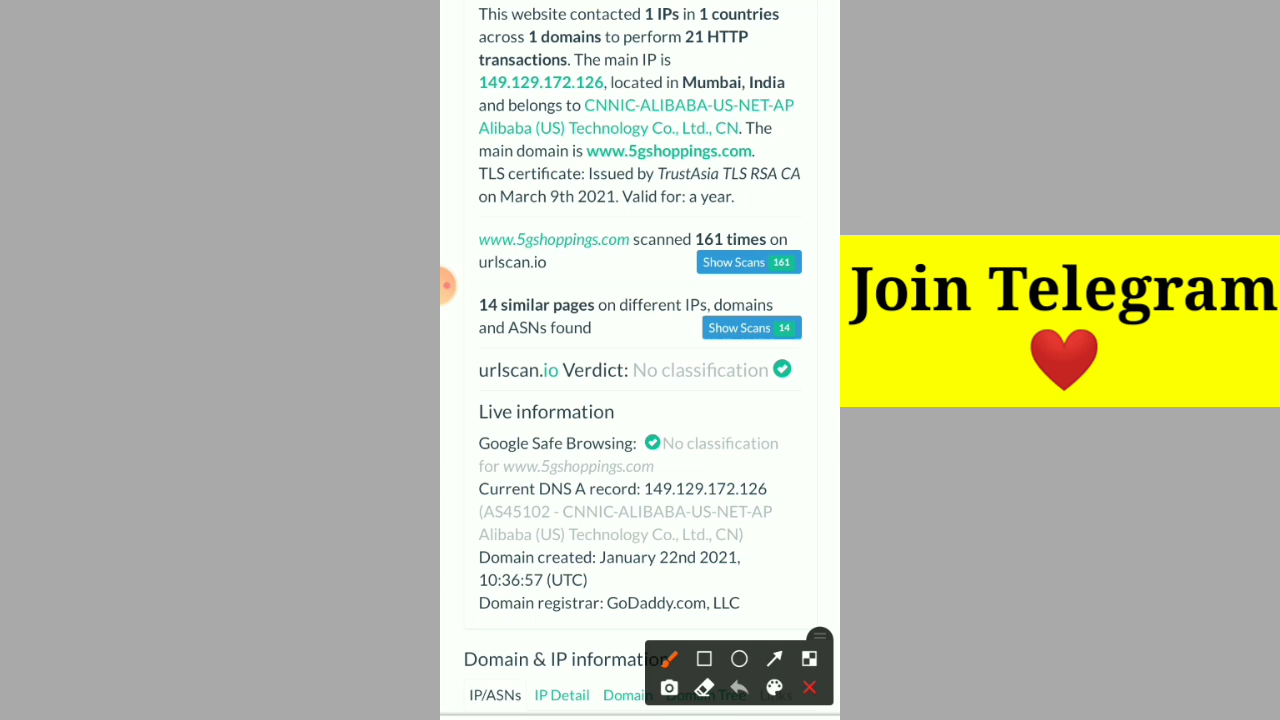 This website contacted 1 IPs in 1 countries
across 1 domains to perform 21 HTTP
transactions. The main IP is
149.129.172.126, located in Mumbai, India
and belongs to CNNIC-ALIBABA-US-NET-AP
Alibaba (US) Technology Co., Ltd., CN. The
main domain is www.5gshoppings.com.
TLS certificate: Issued by TrustAsia TLS RSA CA
on March 9th 2021. Valid for: a year.
www.5gshoppings.com scanned 161 times on
urlscan.io
Show Scans 161
14 similar pages on different IPs, domains
and ASNs found
Show Scans 14
urlscan.io Verdict: No classification
Live information
Google Safe Browsing: No classification
for www.5gshoppings.com
Current DNS A record: 149.129.172.126
(AS45102 - CNNIC-ALIBABA-US-NET-AP
Alibaba (US) Technology Co., Ltd., CN)
Domain created: January 22nd 2021,
10:36:57 (UTC)
Domain registrar: GoDaddy.com, LLC
Domain & IP information
IP/ASNs IP Detail Domain Domain Tree Links
Join Telegram